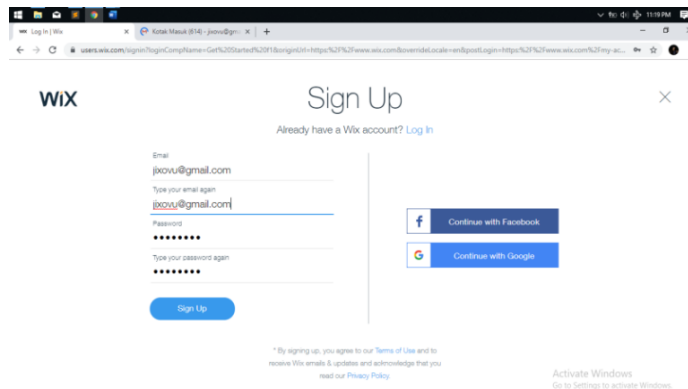 11:19 PM
Log In | Wix
Kotak Masuk (614) - jixovu@gm
users.wix.com/signin?loginCompName=Get%20Started%20f1&originUrl=https:%2F%2Fwww.wix.com&overrideLocale=en&postLogin=https:%2F%2Fwww.wix.com%2Fmy-ac...
WiX
Sign Up
Already have a Wix account? Log In
Email
jixovu@gmail.com
Type your email again
jixovu@gmail.com
Password
••••••••
Type your password again
••••••••
Sign Up
f Continue with Facebook
G Continue with Google
* By signing up, you agree to our Terms of Use and to
receive Wix emails & updates and acknowledge that you
read our Privacy Policy.
Activate Windows
Go to Settings to activate Windows.